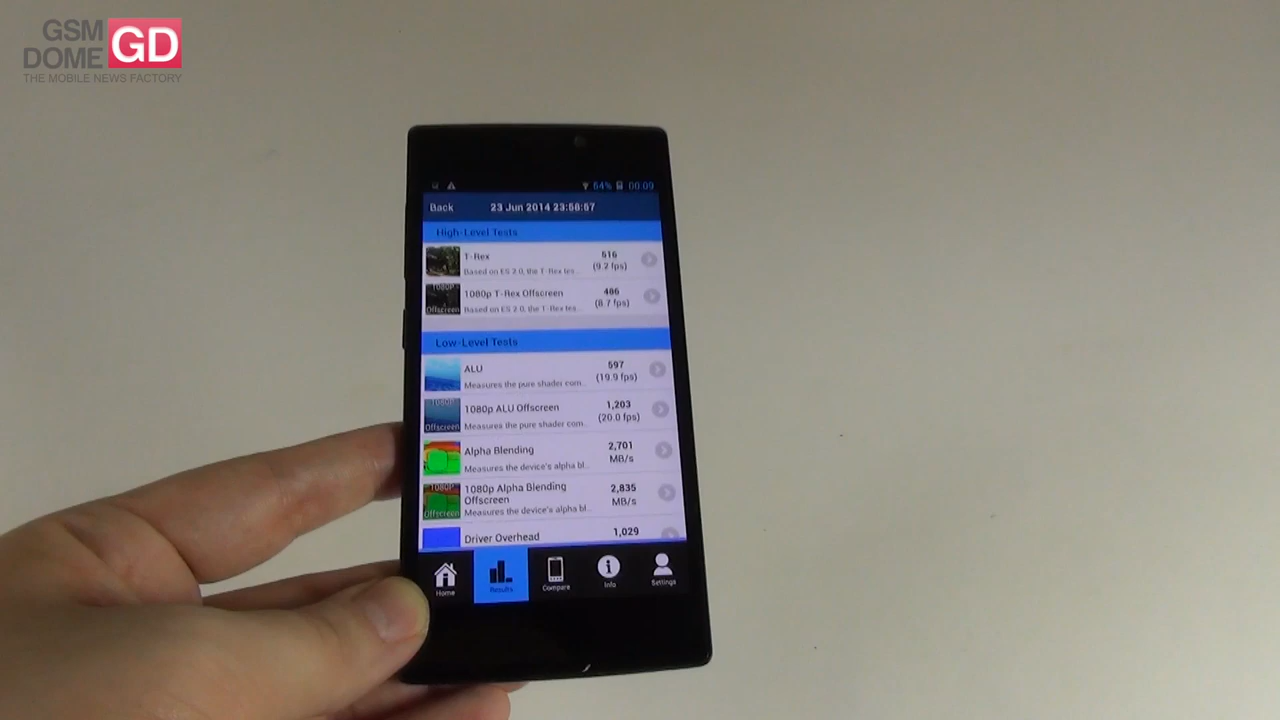 GSM
DOME GD
THE MOBILE NEWS FACTORY
54% 00:09
Back 23 Jun 2014 23:58:57
High-Level Tests
T-Rex 516
Based on ES 2.0, the T-Rex tes... (9.2 fps)
1080p T-Rex Offscreen 486
Based on ES 2.0, the T-Rex tes... (8.7 fps)
1080P
Offscreen
Low-Level Tests
ALU 597
Measures the pure shader com... (19.9 fps)
1080p ALU Offscreen 1,203
Measures the pure shader com... (20.0 fps)
1080P
Offscreen
Alpha Blending 2,701
Measures the device's alpha bl... MB/s
1080p Alpha Blending 2,835
Offscreen MB/s
Measures the device's alpha bl...
1080P
Offscreen
Driver Overhead 1,029
Home Results Compare Info Settings